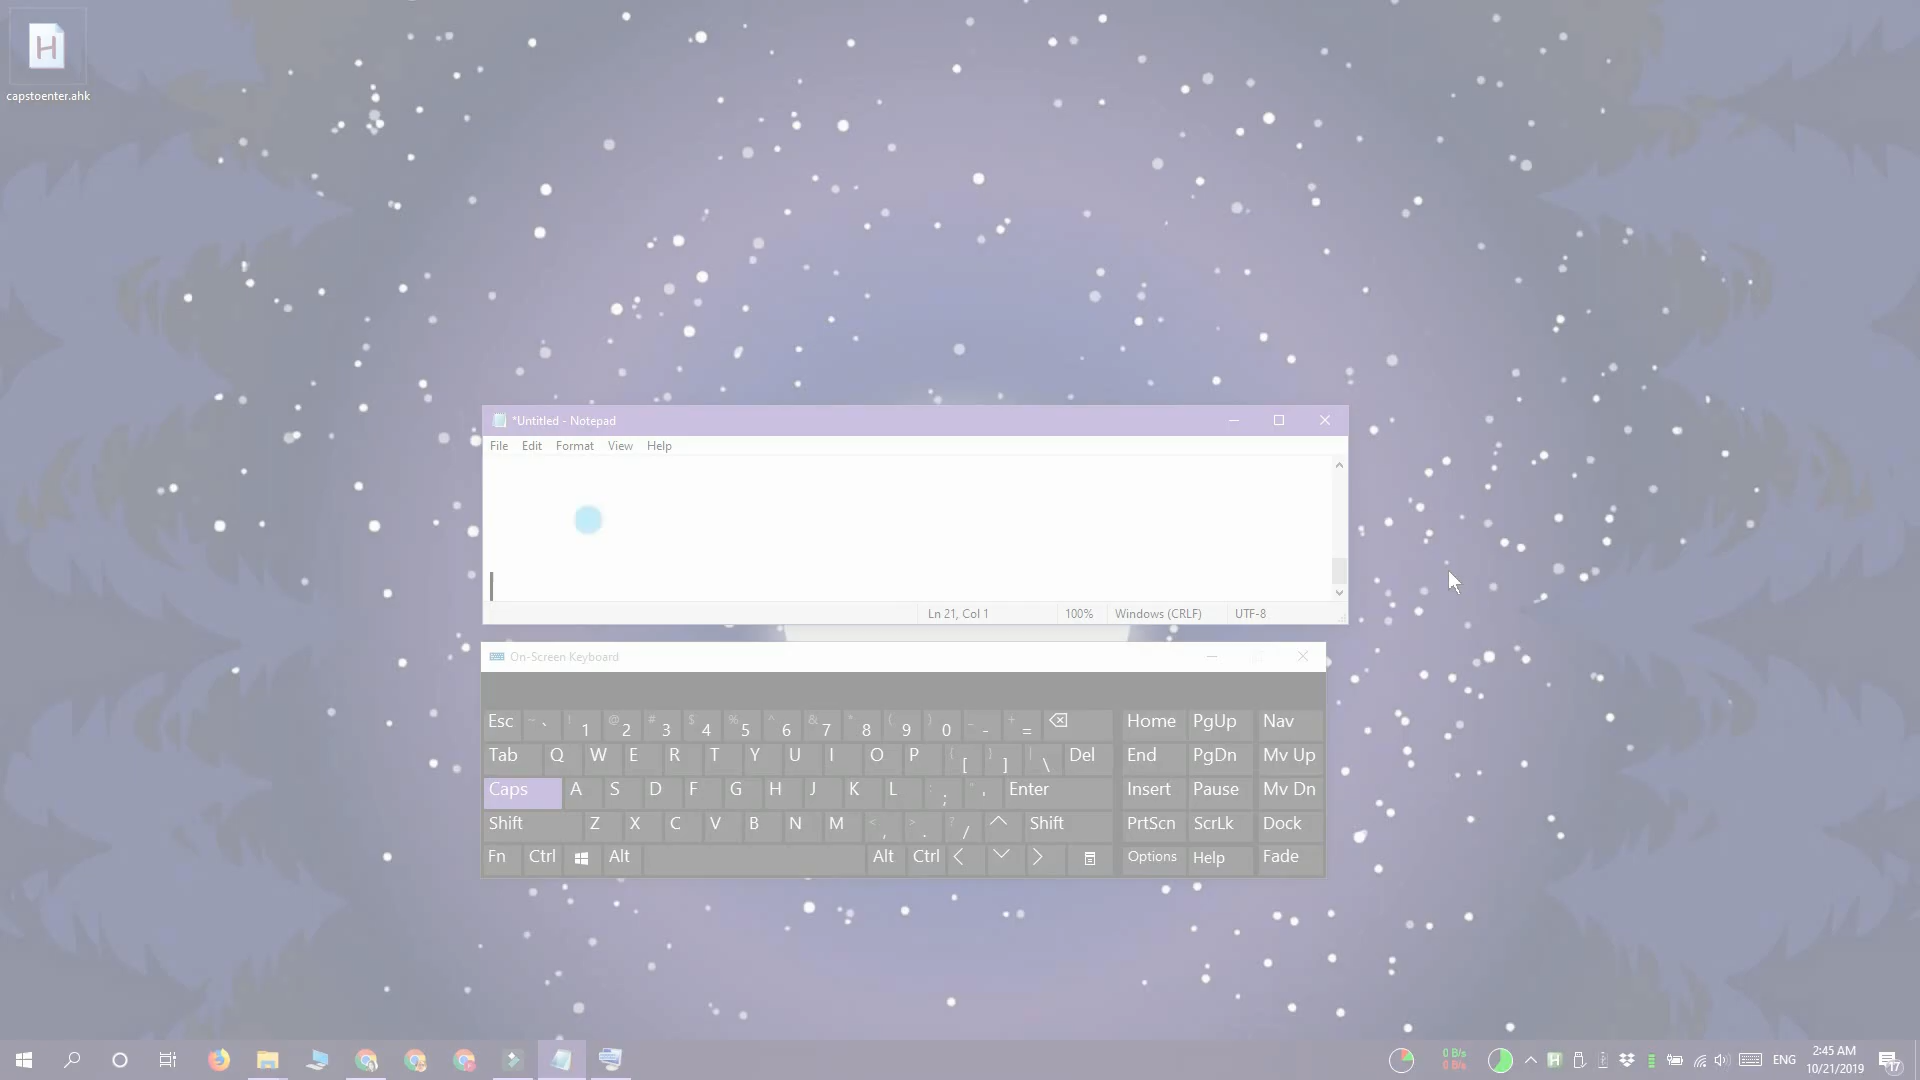 capstoenter.ahk
*Untitled - Notepad
File Edit Format View Help
Ln 21, Col 1 100% Windows (CRLF) UTF-8
On-Screen Keyboard
Esc ~ ` ! 1 @ 2 # 3 $ 4 % 5 ^ 6 & 7 * 8 ( 9 ) 0 _ - + = Home PgUp Nav
Tab Q W E R T Y U I O P { [ } ] | \ Del End PgDn Mv Up
Caps A S D F G H J K L : ; " ' Enter Insert Pause Mv Dn
Shift Z X C V B N M < , > . ? / Shift PrtScn ScrLk Dock
Fn Ctrl Alt Alt Ctrl Options Help Fade
0 B/s
0 B/s
ENG
2:45 AM
10/21/2019
17